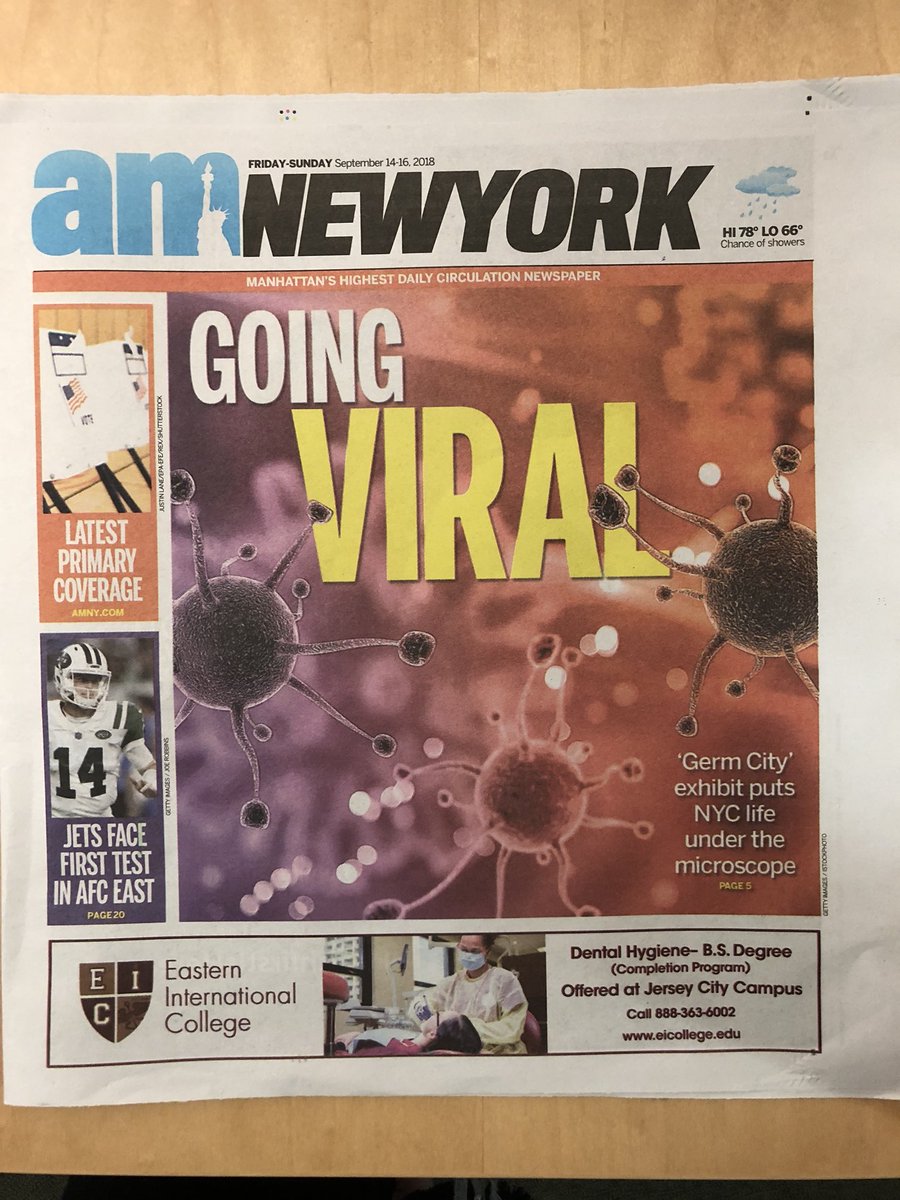 am NEWYORK
FRIDAY-SUNDAY September 14-16, 2018
HI 78° LO 66°
Chance of showers
MANHATTAN'S HIGHEST DAILY CIRCULATION NEWSPAPER
GOING
VIRAL
JUSTIN LANE/EPA-EFE/REX/SHUTTERSTOCK
VOTE
LATEST
PRIMARY
COVERAGE
AMNY.COM
14
GETTY IMAGES / JOE ROBBINS
JETS FACE
FIRST TEST
IN AFC EAST
PAGE 20
'Germ City'
exhibit puts
NYC life
under the
microscope
PAGE 5
GETTY IMAGES / ISTOCKPHOTO
E I
C
Eastern
International
College
Dental Hygiene– B.S. Degree
(Completion Program)
Offered at Jersey City Campus
Call 888-363-6002
www.eicollege.edu